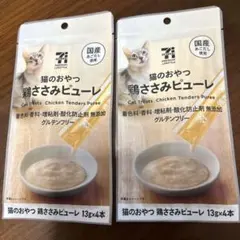 国産
猫のおやつ
鶏ささみピューレ
Cat Treats Chicken Tenders Puree
着色料・香料・増粘剤・酸化防止剤 無添加
グルテンフリー
猫のおやつ 鶏ささみピューレ 13g×4本
国産
猫のおやつ
鶏ささみピューレ
Cat Treats Chicken Tenders Puree
着色料・香料・増粘剤・酸化防止剤 無添加
グルテンフリー
猫のおやつ 鶏ささみピューレ 13g×4本